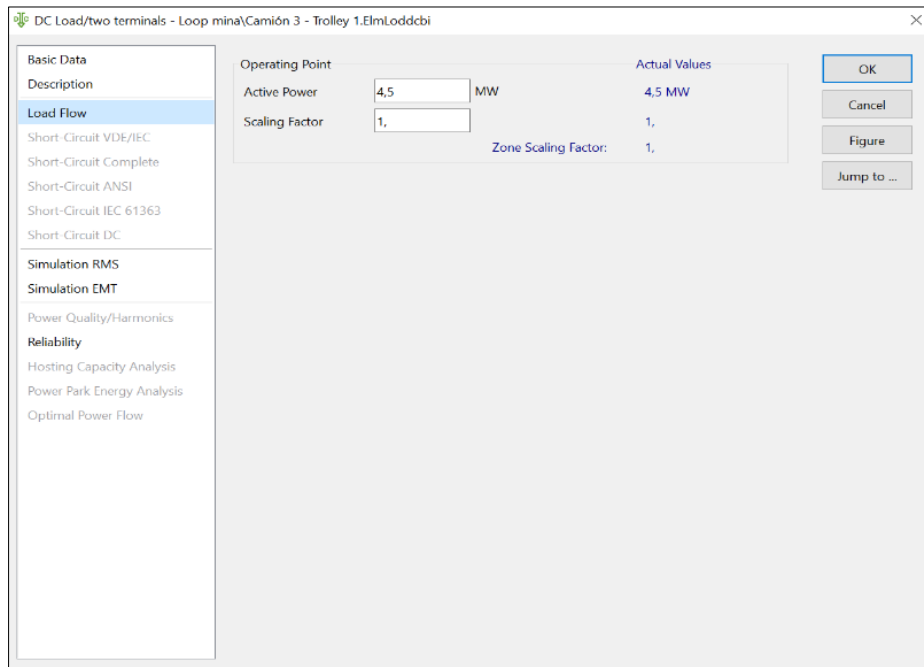 DC Load/two terminals - Loop mina\Camión 3 - Trolley 1.ElmLoddcbi
Basic Data
Description
Load Flow
Short-Circuit VDE/IEC
Short-Circuit Complete
Short-Circuit ANSI
Short-Circuit IEC 61363
Short-Circuit DC
Simulation RMS
Simulation EMT
Power Quality/Harmonics
Reliability
Hosting Capacity Analysis
Power Park Energy Analysis
Optimal Power Flow
Operating Point Actual Values
Active Power 4,5 MW 4,5 MW
Scaling Factor 1, 1,
Zone Scaling Factor: 1,
OK
Cancel
Figure
Jump to ...